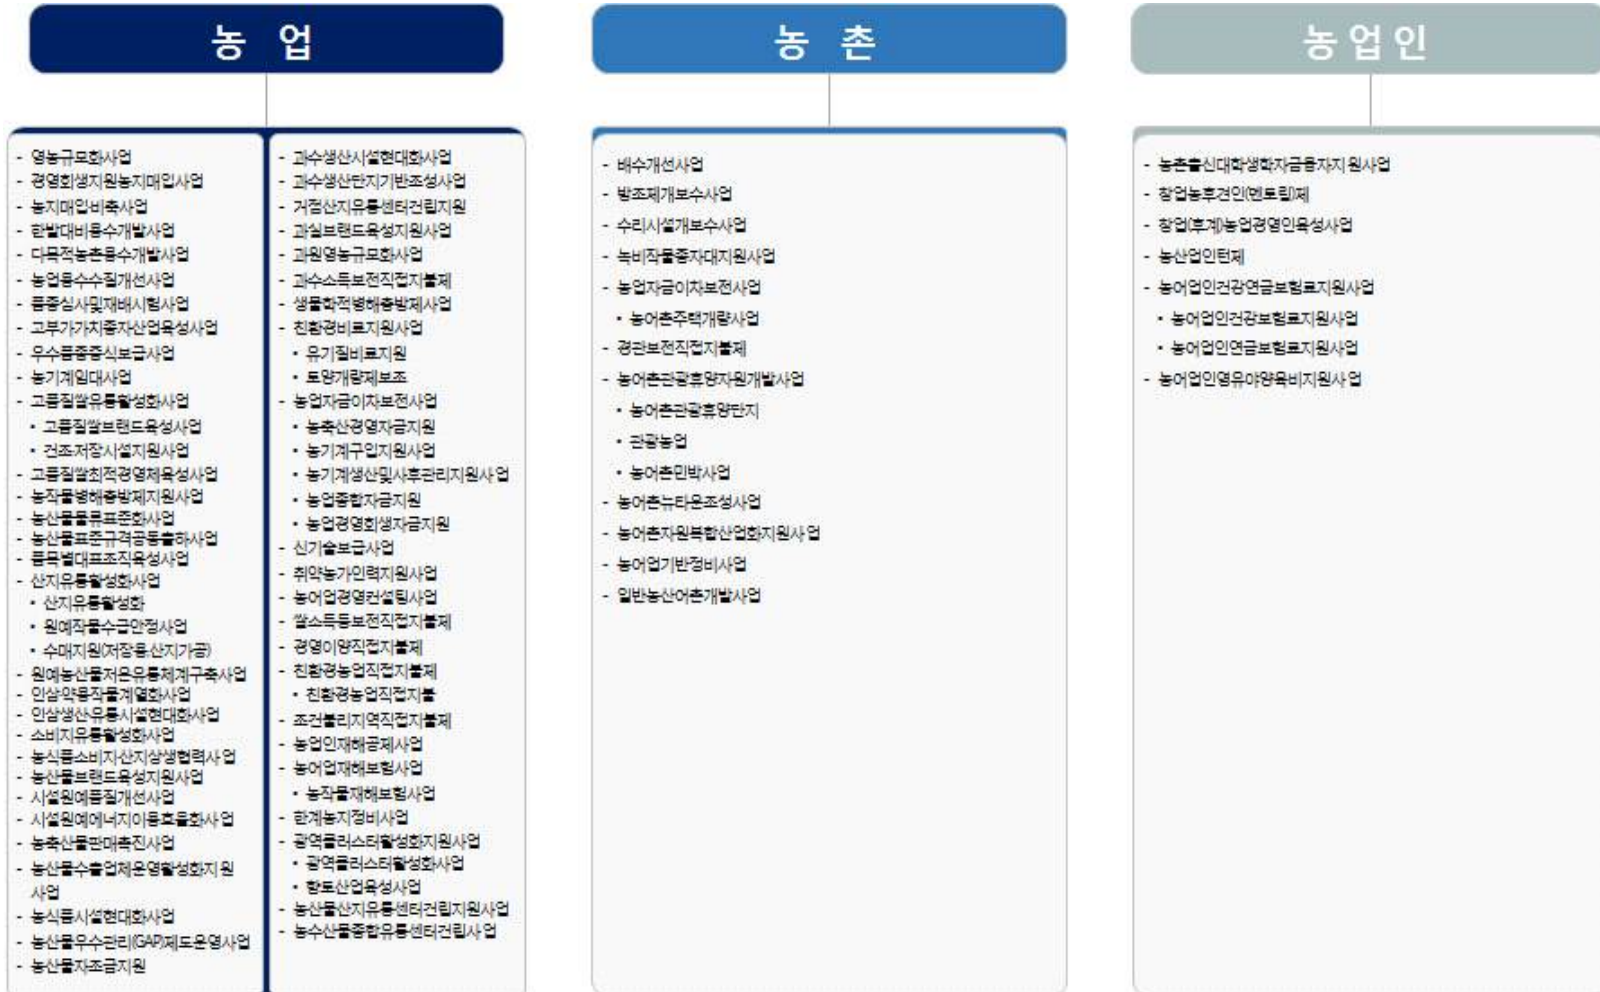 농 업
- 영농규모화사업
- 경영회생지원농지매입사업
- 농지매입비축사업
- 한발대비용수개발사업
- 다목적농촌용수개발사업
- 농업용수수질개선사업
- 품종심사및재배시험사업
- 고부가가치종자산업육성사업
- 우수품종증식보급사업
- 농기계임대사업
- 고품질쌀유통활성화사업
• 고품질쌀브랜드육성사업
• 건조저장시설지원사업
- 고품질쌀최적경영체육성사업
- 농작물병해충방제지원사업
- 농산물물류표준화사업
- 농산물표준규격공동출하사업
- 품목별대표조직육성사업
- 산지유통활성화사업
• 산지유통활성화
• 원예작물수급안정사업
• 수매지원(저장용,산지가공)
- 원예농산물저온유통체계구축사업
- 인삼약용작물계열화사업
- 인삼생산유통시설현대화사업
- 소비지유통활성화사업
- 농식품소비지산지상생협력사업
- 농산물브랜드육성지원사업
- 시설원예품질개선사업
- 시설원예에너지이용효율화사업
- 농축산물판매촉진사업
- 농산물수출업체운영활성화지원
사업
- 농식품시설현대화사업
- 농산물우수관리(GAP)제도운영사업
- 농산물자조금지원
- 과수생산시설현대화사업
- 과수생산단지기반조성사업
- 거점산지유통센터건립지원
- 과실브랜드육성지원사업
- 과원영농규모화사업
- 과수소득보전직접지불제
- 생물학적병해충방제사업
- 친환경비료지원사업
• 유기질비료지원
• 토양개량제보조
- 농업자금이차보전사업
• 농축산경영자금지원
• 농기계구입지원사업
• 농기계생산및사후관리지원사업
• 농업종합자금지원
• 농업경영회생자금지원
- 신기술보급사업
- 취약농가인력지원사업
- 농어업경영컨설팅사업
- 쌀소득등보전직접지불제
- 경영이양직접지불제
- 친환경농업직접지불제
• 친환경농업직접지불
- 조건불리지역직접지불제
- 농업인재해공제사업
- 농어업재해보험사업
• 농작물재해보험사업
- 한계농지정비사업
- 광역클러스터활성화지원사업
• 광역클러스터활성화사업
• 향토산업육성사업
- 농산물산지유통센터건립지원사업
- 농수산물종합유통센터건립사업
농 촌
- 배수개선사업
- 방조제개보수사업
- 수리시설개보수사업
- 녹비작물종자대지원사업
- 농업자금이차보전사업
• 농어촌주택개량사업
- 경관보전직접지불제
- 농어촌관광휴양자원개발사업
• 농어촌관광휴양단지
• 관광농업
• 농어촌민박사업
- 농어촌뉴타운조성사업
- 농어촌자원복합산업화지원사업
- 농어업기반정비사업
- 일반농산어촌개발사업
농업인
- 농촌출신대학생학자금융자지원사업
- 창업농후견인(멘토링)제
- 창업(후계)농업경영인육성사업
- 농산업인턴제
- 농어업인건강연금보험료지원사업
• 농어업인건강보험료지원사업
• 농어업인연금보험료지원사업
- 농어업인영유아양육비지원사업